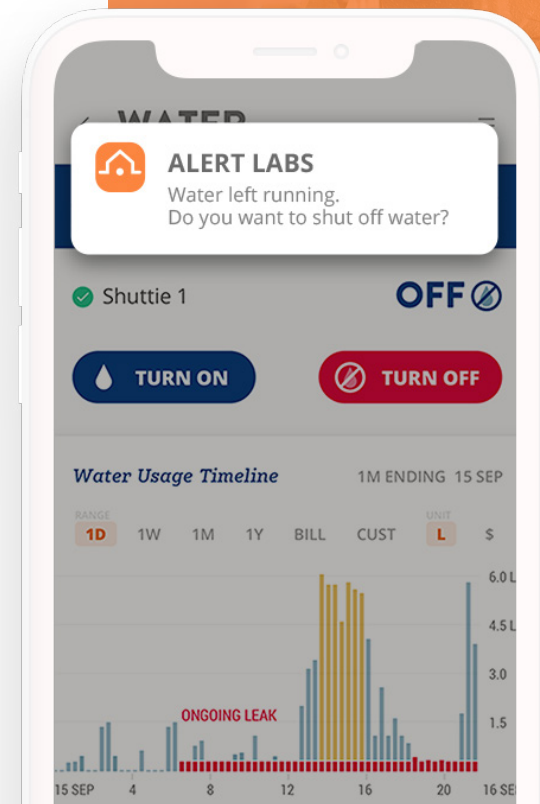 WATER
ALERT LABS
Water left running.
Do you want to shut off water?
Shuttie 1
OFF
TURN ON
TURN OFF
Water Usage Timeline
1M ENDING 15 SEP
RANGE
UNIT
1D 1W 1M 1Y BILL CUST L $
6.0 L
4.5 L
3.0
1.5
ONGOING LEAK
15 SEP 4 8 12 16 20 16 SE